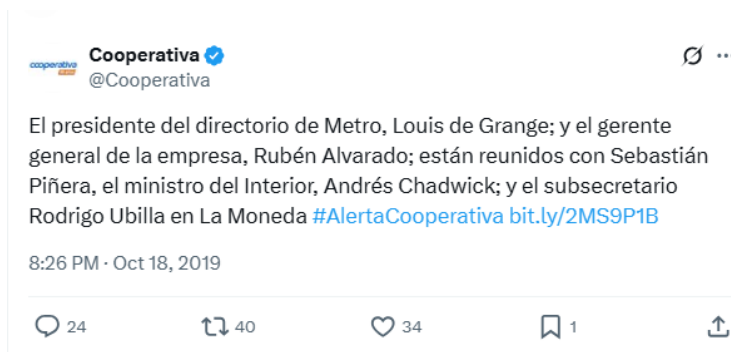 cooperativa
Cooperativa
@Cooperativa
El presidente del directorio de Metro, Louis de Grange; y el gerente
general de la empresa, Rubén Alvarado; están reunidos con Sebastián
Piñera, el ministro del Interior, Andrés Chadwick; y el subsecretario
Rodrigo Ubilla en La Moneda #AlertaCooperativa bit.ly/2MS9P1B
8:26 PM · Oct 18, 2019
24 40 34 1